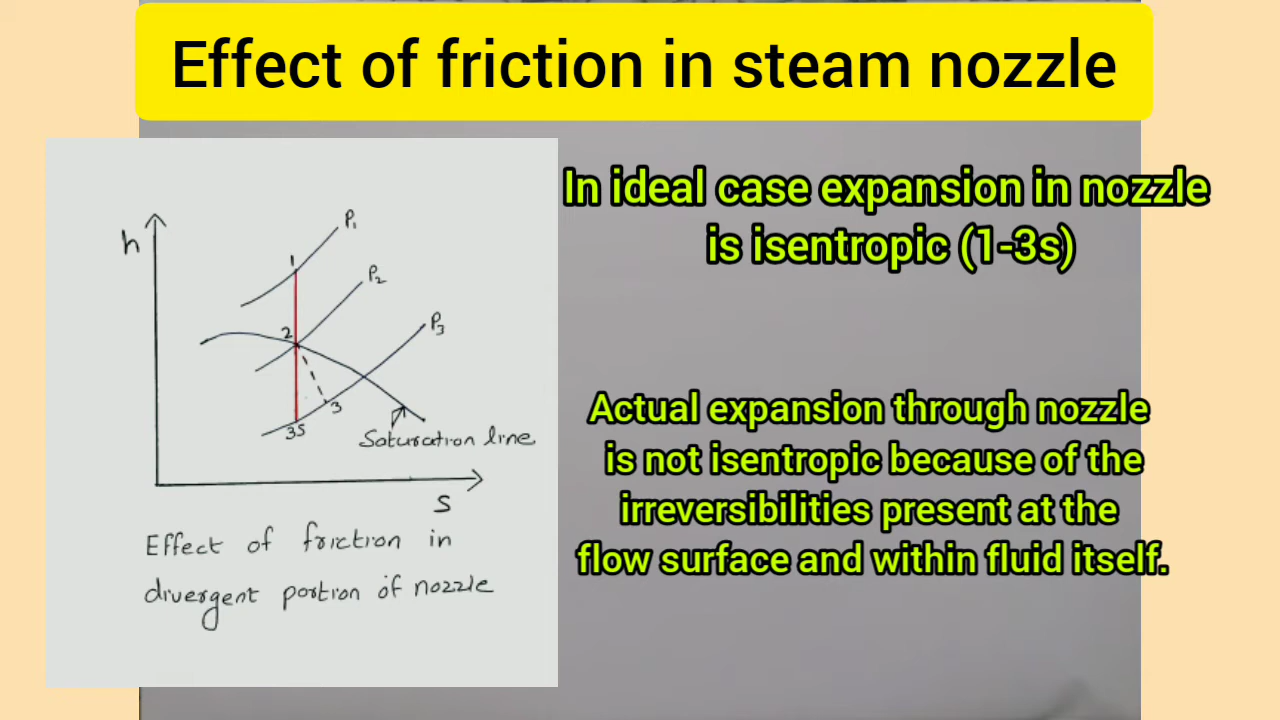 Effect of friction in steam nozzle
In ideal case expansion in nozzle
is isentropic (1-3s)
Actual expansion through nozzle
is not isentropic because of the
irreversibilities present at the
flow surface and within fluid itself.
h
P₁
1
P₂
2
P₃
3
3S
Saturation line
S
Effect of friction in
divergent portion of nozzle